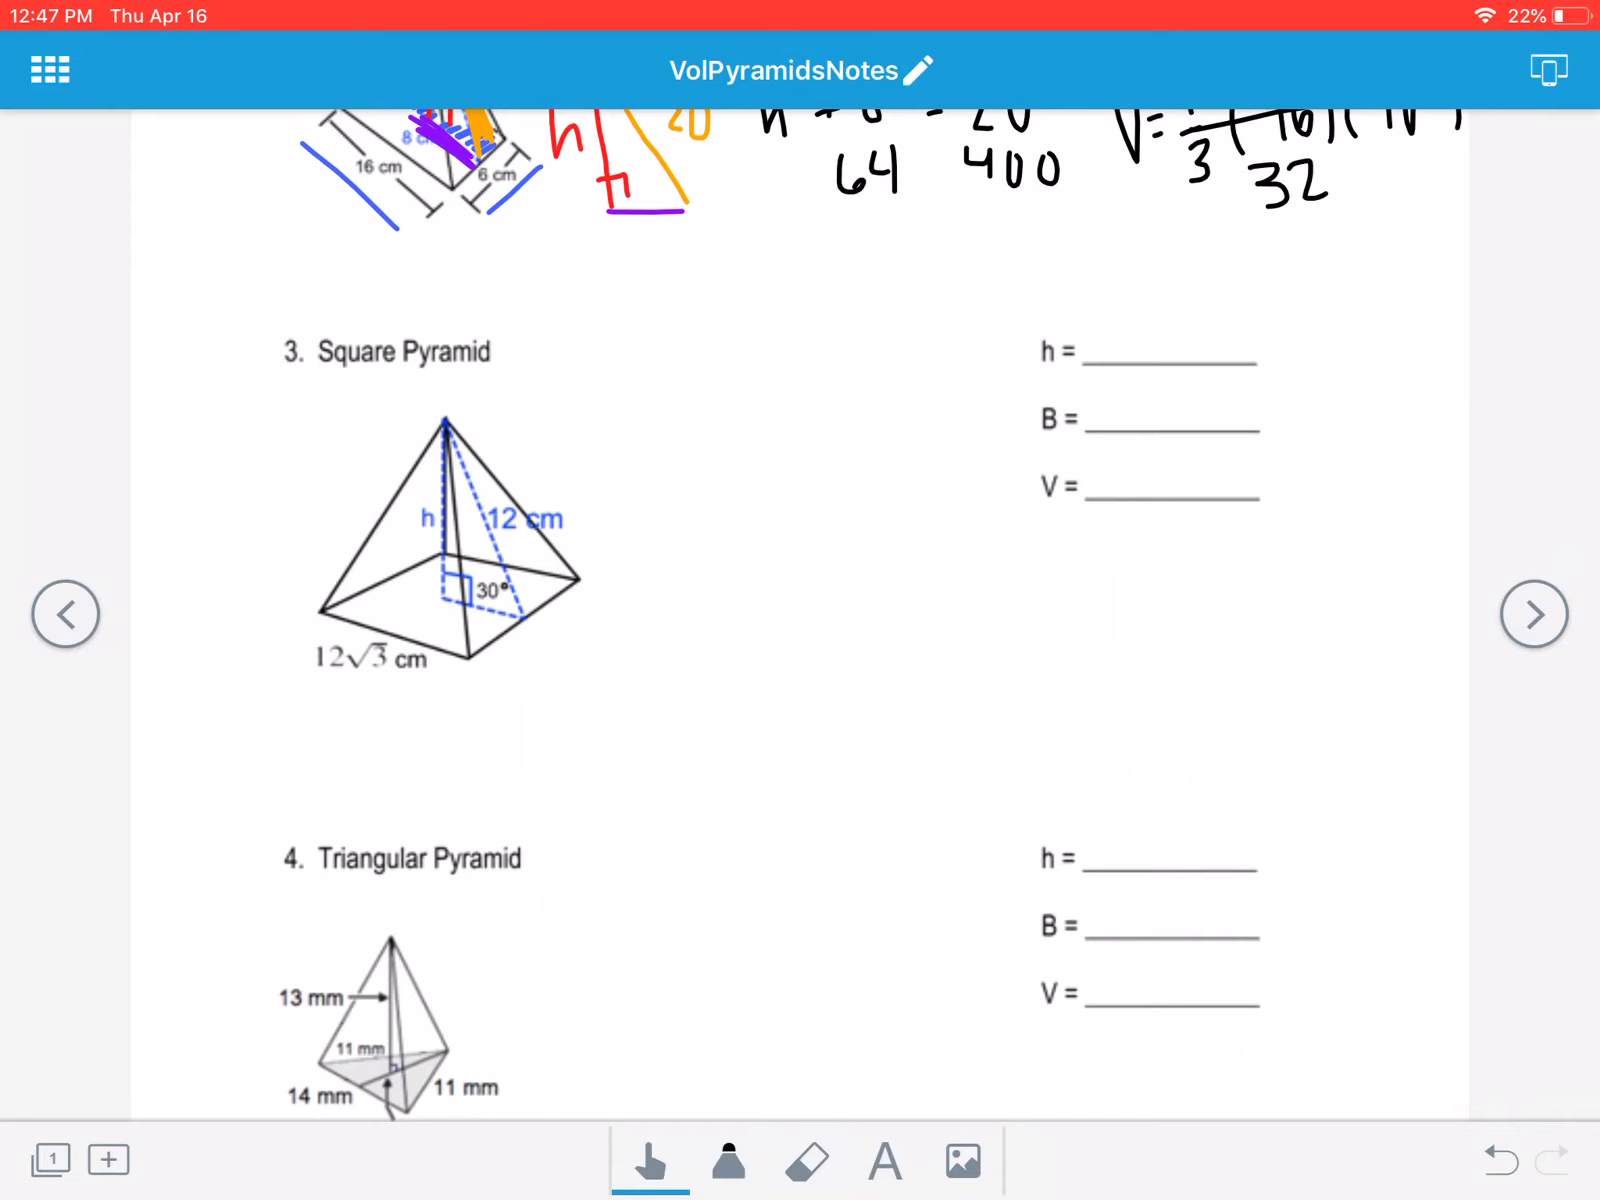 12:47 PM Thu Apr 16 22%
VolPyramidsNotes
16 cm
6 cm
h
20
64 400
V = 3
32
3. Square Pyramid
h =
B =
V =
h 12 cm
30°
12√3 cm
4. Triangular Pyramid
h =
B =
V =
13 mm
11 mm
14 mm
11 mm
1
A